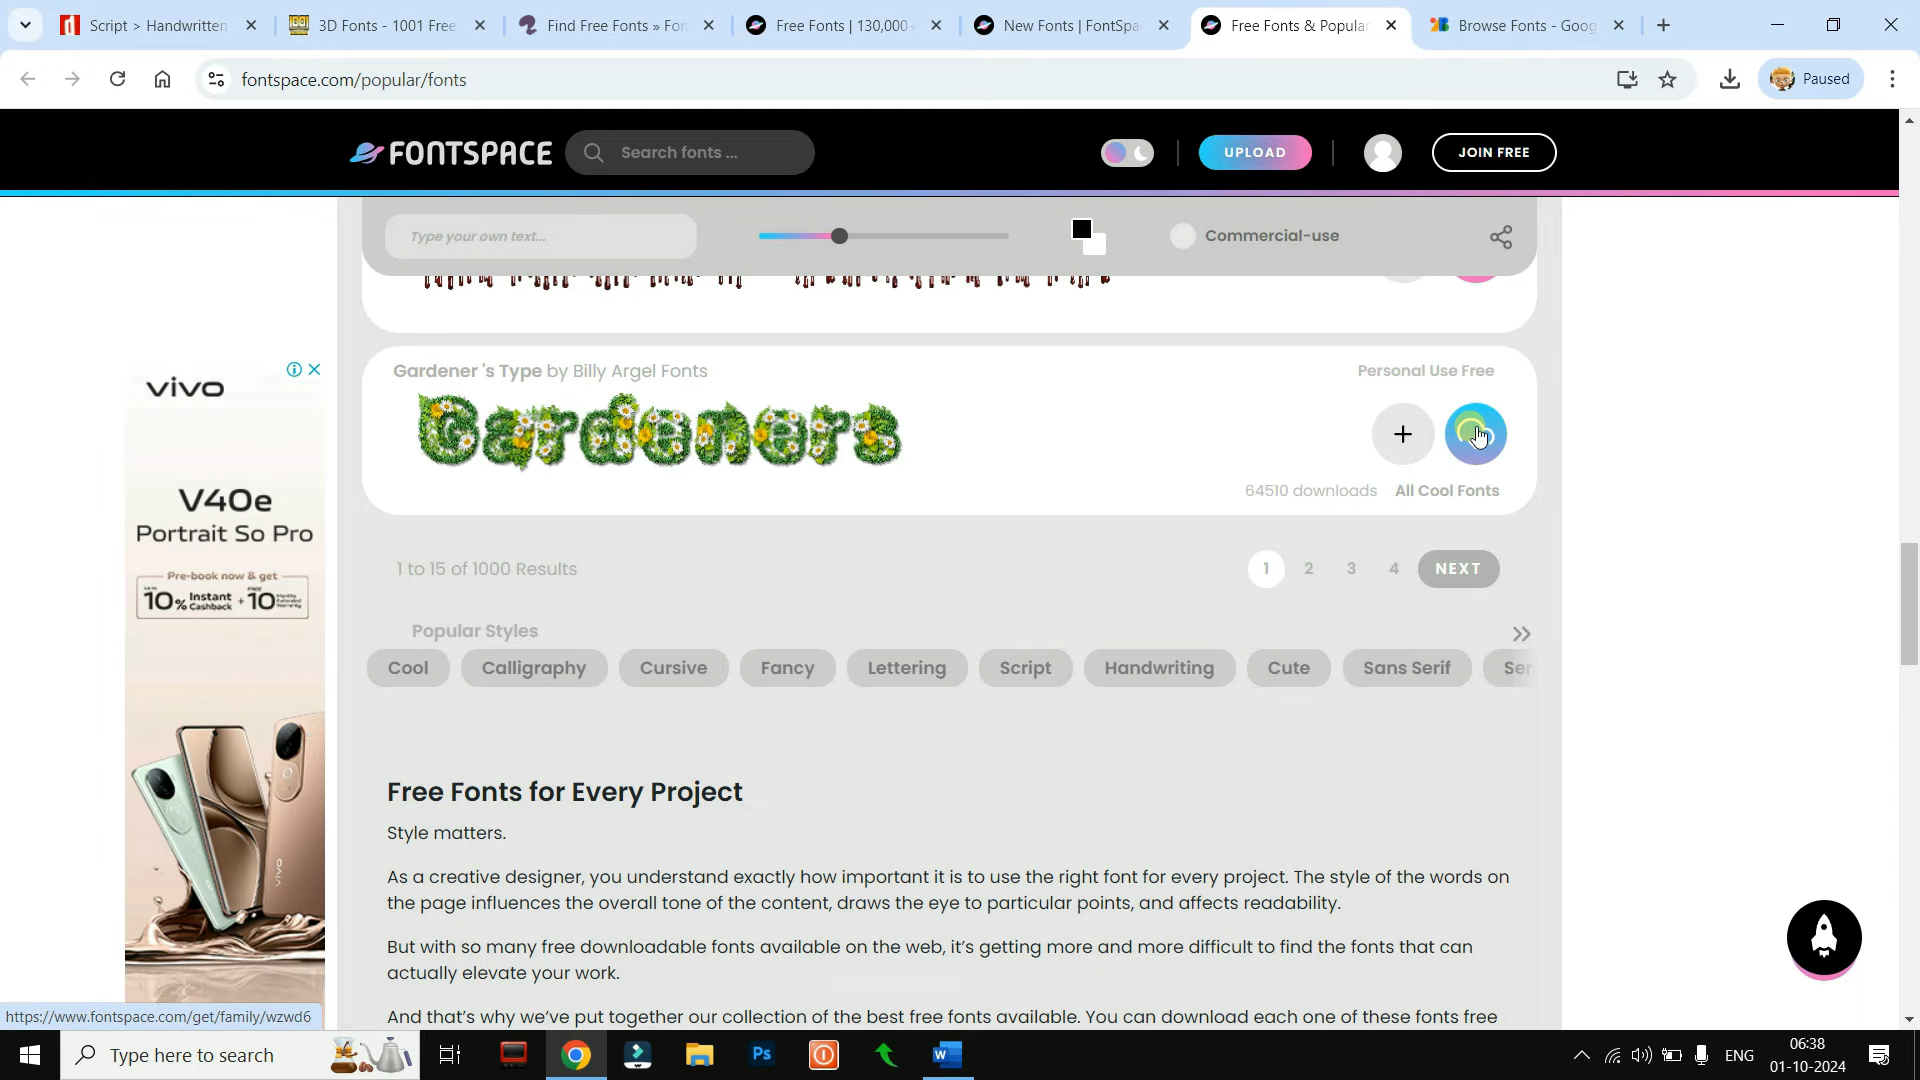 Script > Handwritten
3D Fonts - 1001 Free
Find Free Fonts » Fon
Free Fonts | 130,000+
New Fonts | FontSpa
Free Fonts & Popular
Browse Fonts - Goog
fontspace.com/popular/fonts
Paused
FONTSPACE
Search fonts ...
UPLOAD
JOIN FREE
Type your own text...
Commercial-use
Gardener 's Type by Billy Argel Fonts
Personal Use Free
Gardeners
64510 downloads
All Cool Fonts
1 to 15 of 1000 Results
1 2 3 4 NEXT
Popular Styles
Cool Calligraphy Cursive Fancy Lettering Script Handwriting Cute Sans Serif Ser
Free Fonts for Every Project
Style matters.
As a creative designer, you understand exactly how important it is to use the right font for every project. The style of the words on
the page influences the overall tone of the content, draws the eye to particular points, and affects readability.
But with so many free downloadable fonts available on the web, it's getting more and more difficult to find the fonts that can
actually elevate your work.
And that's why we've put together our collection of the best free fonts available. You can download each one of these fonts free
vivo
V40e
Portrait So Pro
Pre-book now & get
10% Instant Cashback + 10 Months
https://www.fontspace.com/get/family/wzwd6
Type here to search
Ps
W
ENG
06:38
01-10-2024